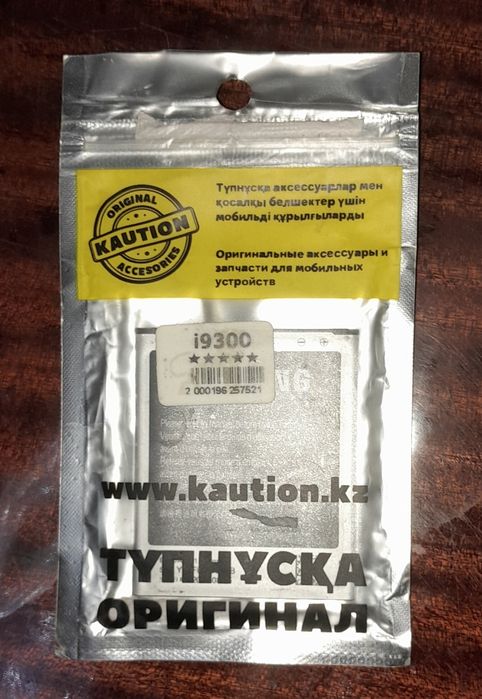 ORIGINAL
KAUTION
ACCESORIES
Түпнұсқа аксессуарлар мен
қосалқы белшектер үшін
мобильді құрылғыларды
Оригинальные аксессуары и
запчасти для мобильных
устройств
i9300
★★★★★
2 000196 257521
www.kaution.kz
ТҮПНҰСҚА
ОРИГИНАЛ